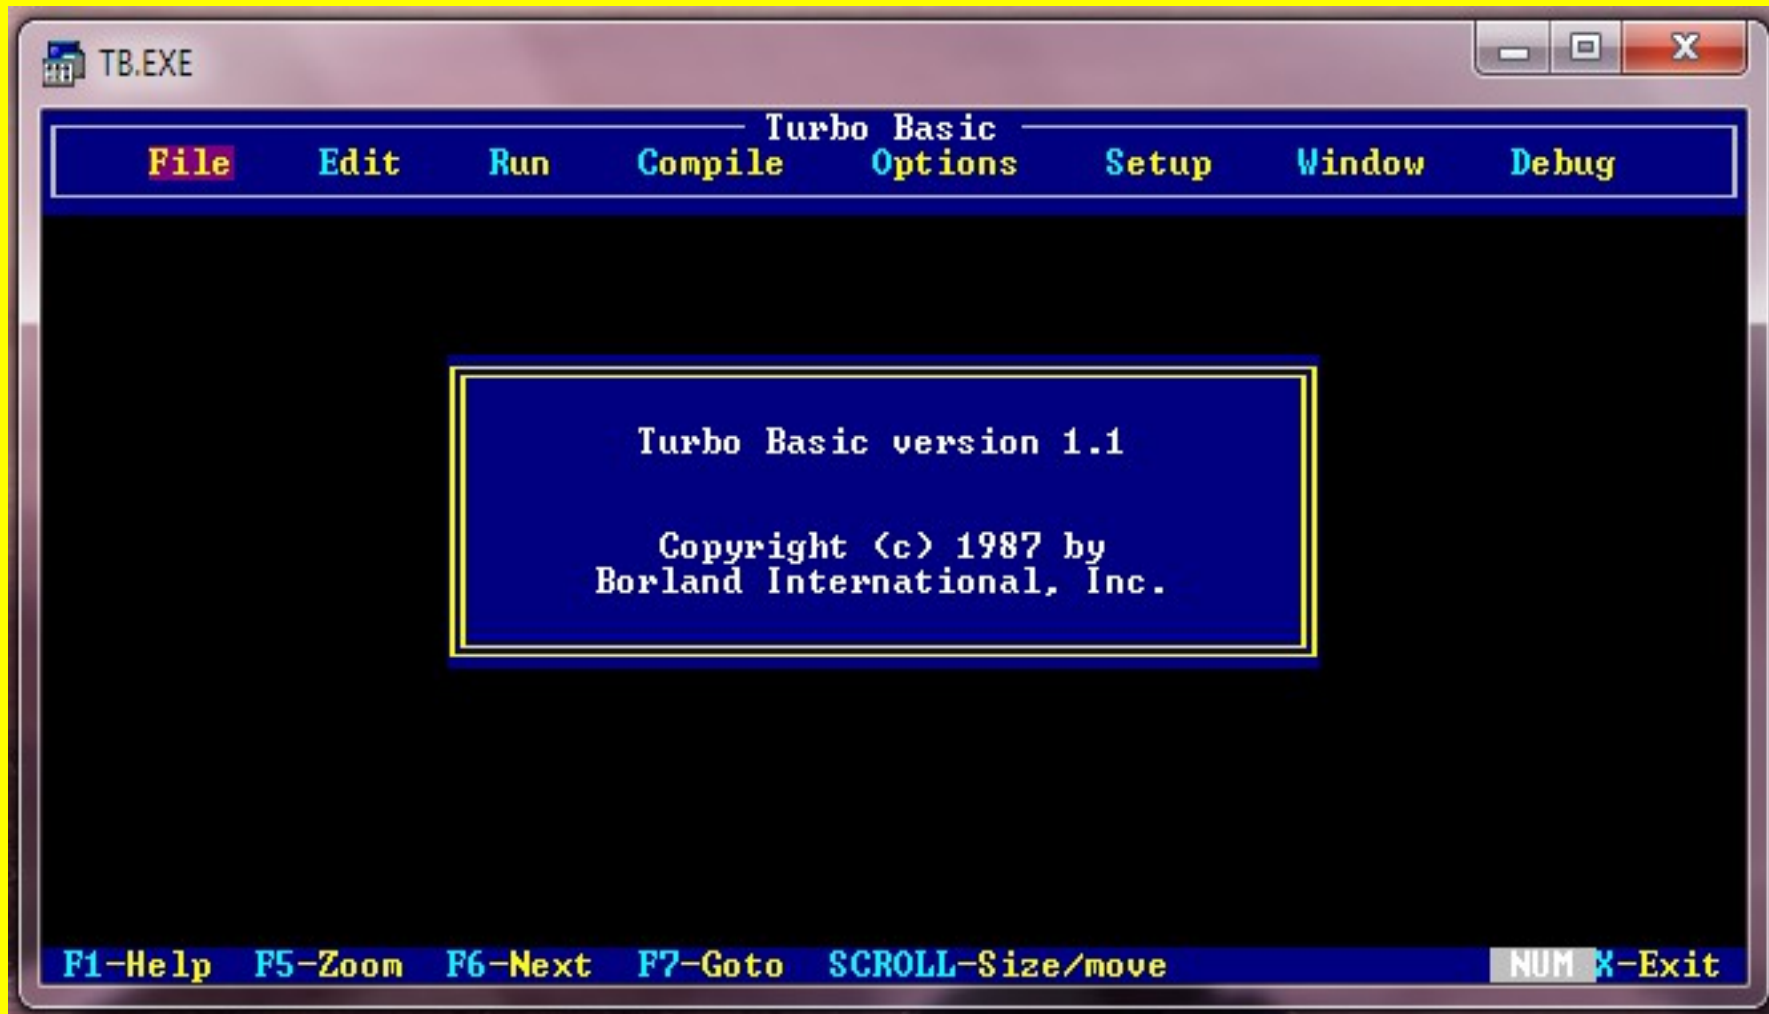 TB.EXE
Turbo Basic
File Edit Run Compile Options Setup Window Debug
Turbo Basic version 1.1
Copyright (c) 1987 by
Borland International, Inc.
F1-Help F5-Zoom F6-Next F7-Goto SCROLL-Size/move NUM X-Exit